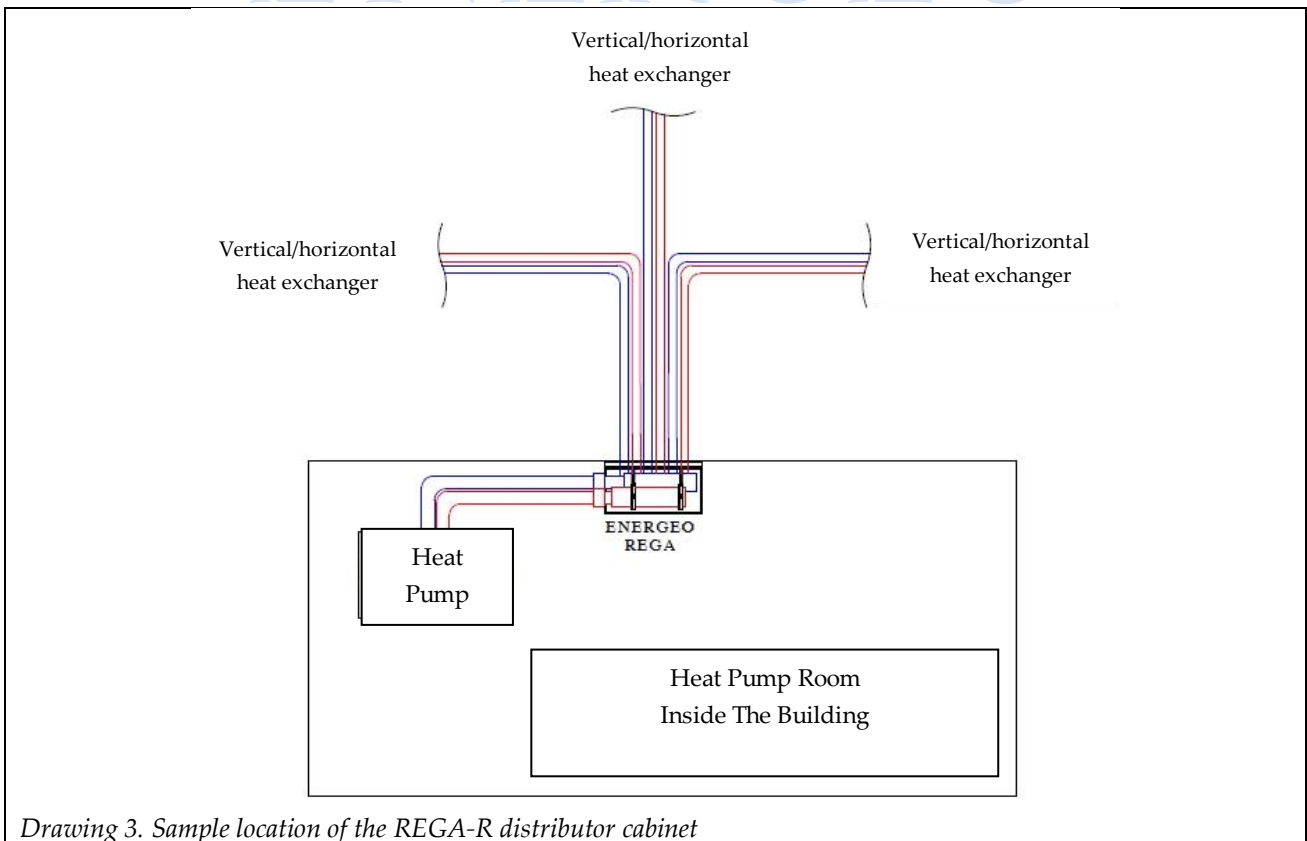 Vertical/horizontal
heat exchanger
Vertical/horizontal
heat exchanger
Vertical/horizontal
heat exchanger
ENERGEO
REGA
Heat
Pump
Heat Pump Room
Inside The Building
Drawing 3. Sample location of the REGA-R distributor cabinet